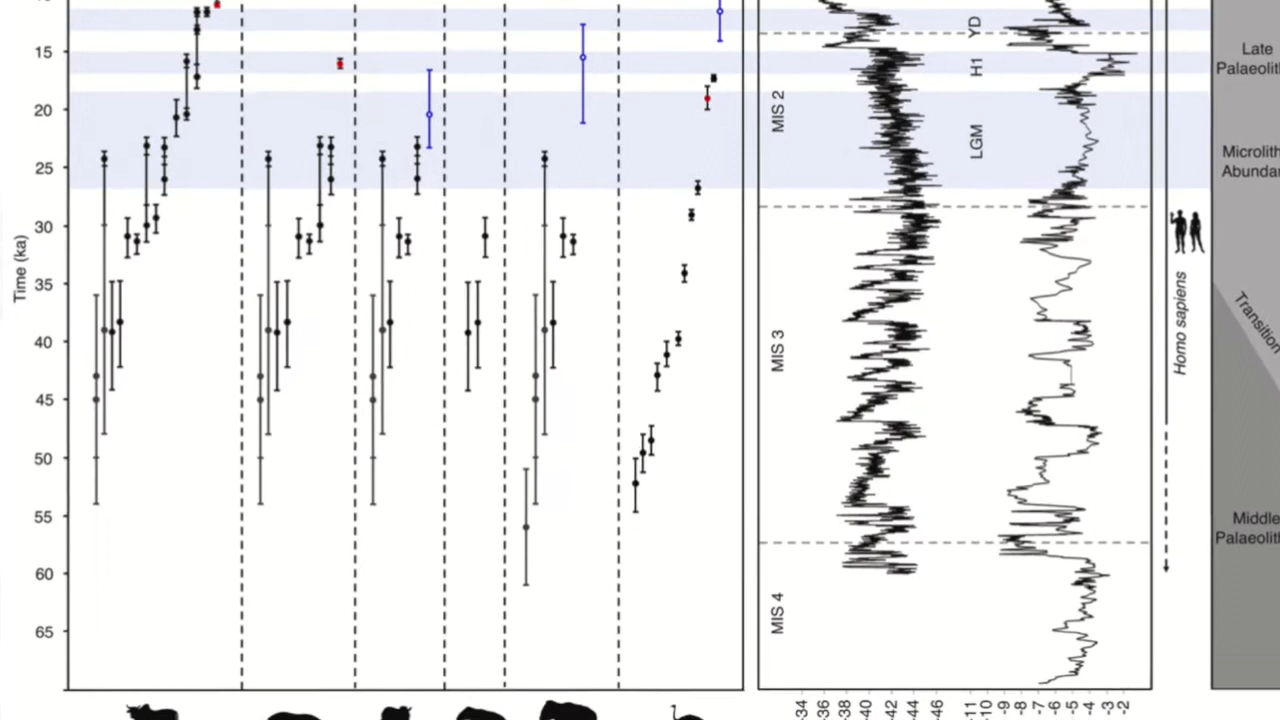 15
20
25
30
35
40
45
50
55
60
65
Time (ka)
MIS 2
MIS 3
MIS 4
YD
H1
LGM
-34
-36
-38
-40
-42
-44
-46
-11
-10
-9
-8
-7
-6
-5
-4
-3
-2
Homo sapiens
Late
Palaeolith
Microlith
Abundan
Transition
Middle
Palaeolith